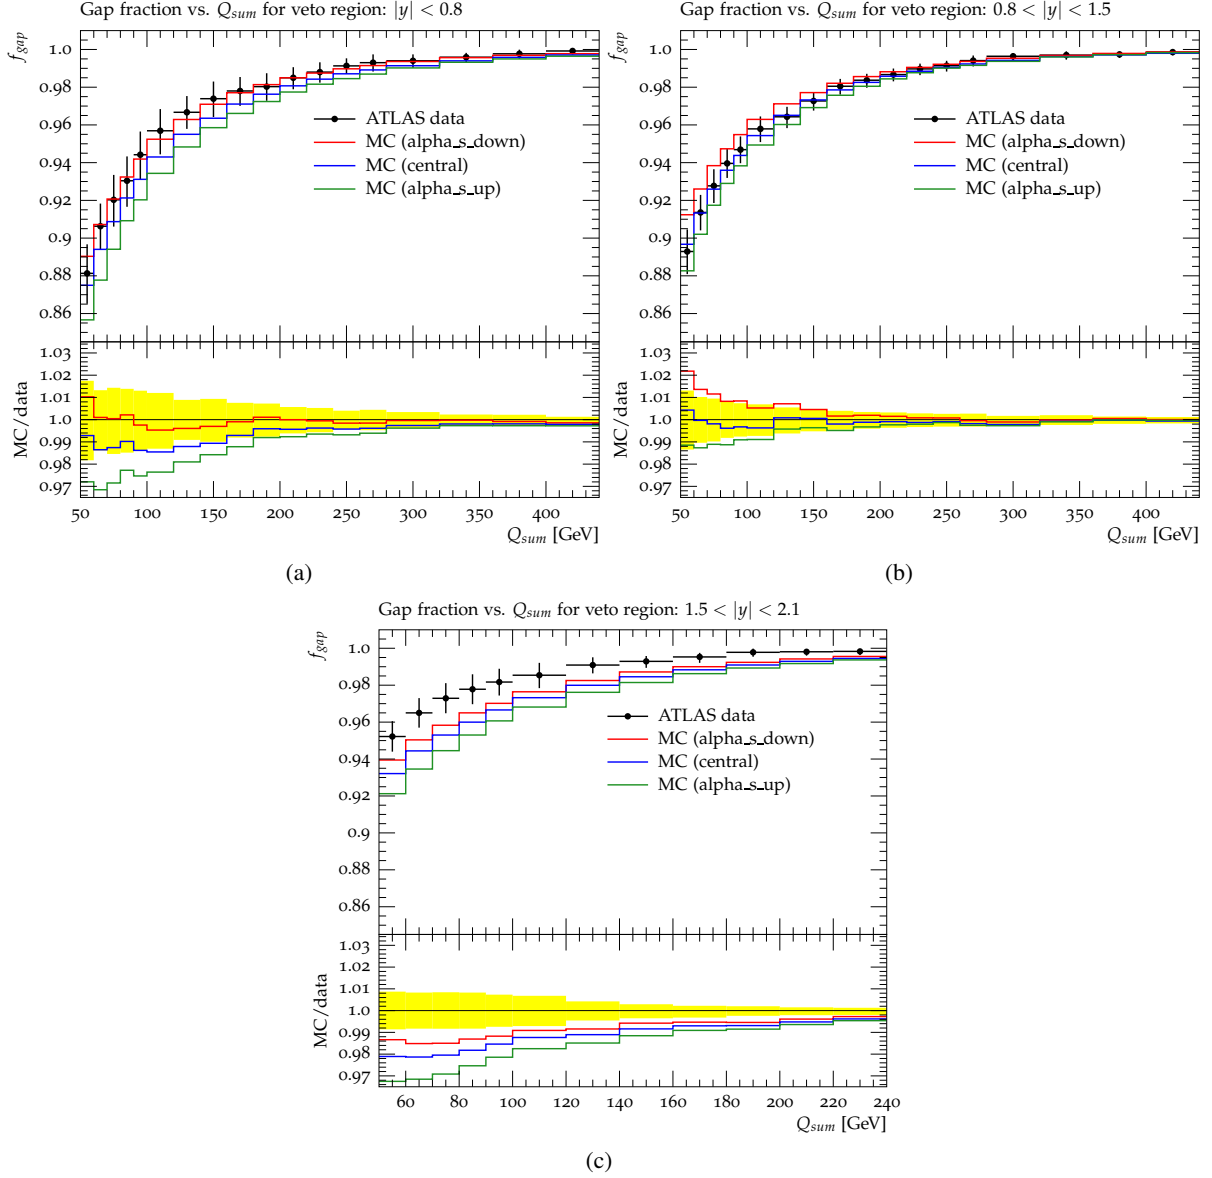 Gap fraction vs. Qsum for veto region: |y| < 0.8
fgap
1.0
0.98
0.96
0.94
0.92
0.9
0.88
0.86
ATLAS data
MC (alpha_s_down)
MC (central)
MC (alpha_s_up)
MC/data
1.03
1.02
1.01
1.0
0.99
0.98
0.97
50 100 150 200 250 300 350 400
Qsum [GeV]
(a)
Gap fraction vs. Qsum for veto region: 0.8 < |y| < 1.5
fgap
1.0
0.98
0.96
0.94
0.92
0.9
0.88
0.86
ATLAS data
MC (alpha_s_down)
MC (central)
MC (alpha_s_up)
MC/data
1.03
1.02
1.01
1.0
0.99
0.98
0.97
50 100 150 200 250 300 350 400
Qsum [GeV]
(b)
Gap fraction vs. Qsum for veto region: 1.5 < |y| < 2.1
fgap
1.0
0.98
0.96
0.94
0.92
0.9
0.88
0.86
ATLAS data
MC (alpha_s_down)
MC (central)
MC (alpha_s_up)
MC/data
1.03
1.02
1.01
1.0
0.99
0.98
0.97
60 80 100 120 140 160 180 200 220 240
Qsum [GeV]
(c)